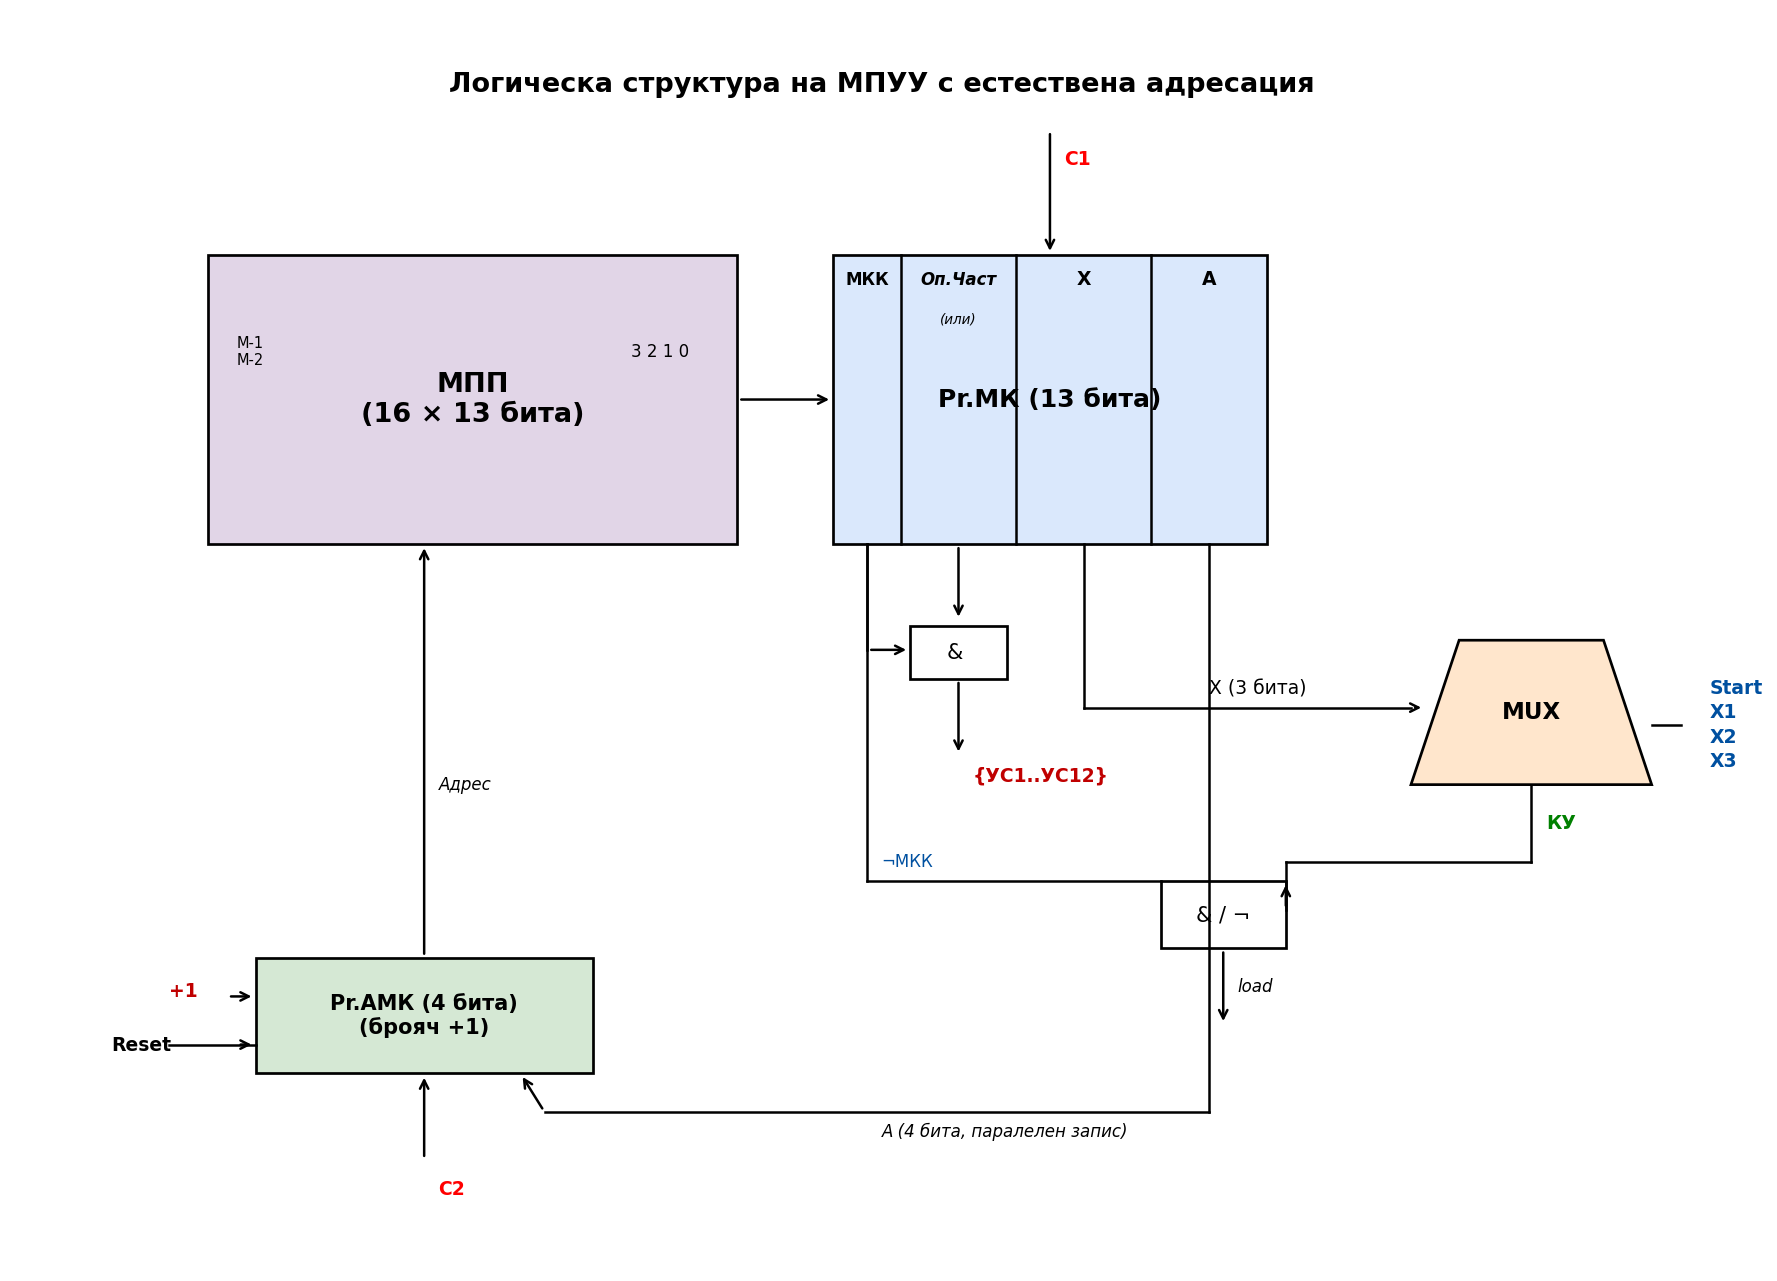 Логическа структура на МПУУ с естествена адресация
C1
МКК
Оп.Част
X
A
(или)
М-1
М-2
3 2 1 0
МПП
(16 × 13 бита)
Рг.МК (13 бита)
&
X (3 бита)
MUX
Start
X1
X2
X3
{УС1..УС12}
Адрес
КУ
¬МКК
& / ¬
load
+1
Рг.АМК (4 бита)
(брояч +1)
Reset
A (4 бита, паралелен запис)
C2